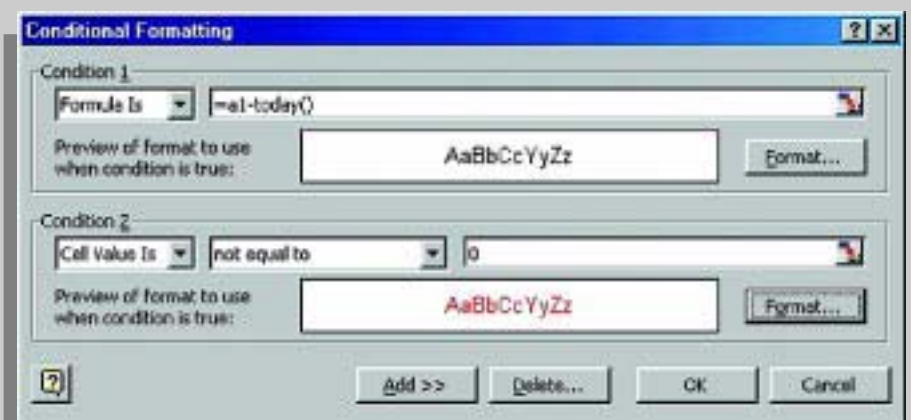 Conditional Formatting
Condition 1
Formula Is =a1-today()
Preview of format to use
when condition is true:
AaBbCcYyZz
Format...
Condition 2
Cell Value Is not equal to 0
Preview of format to use
when condition is true:
AaBbCcYyZz
Format...
Add >> Delete... OK Cancel